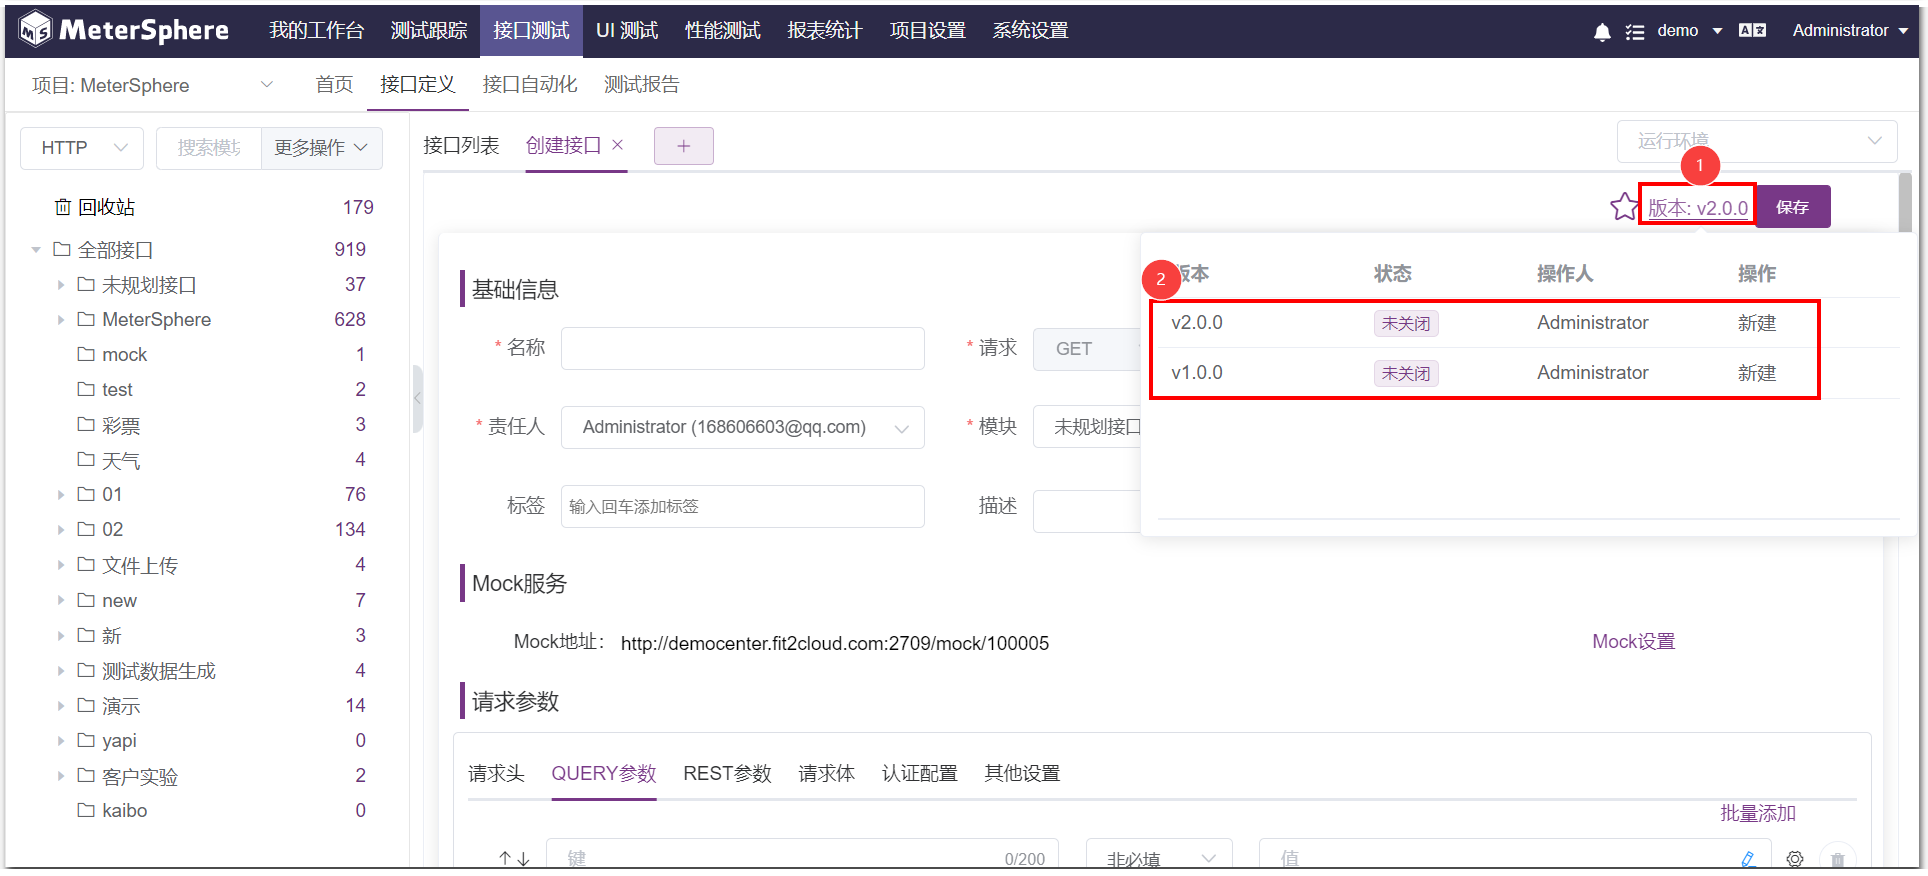 MeterSphere 我的工作台 测试跟踪 接口测试 UI 测试 性能测试 报表统计 项目设置 系统设置 demo Administrator
项目: MeterSphere 首页 接口定义 接口自动化 测试报告
HTTP 搜索模块 更多操作
接口列表 创建接口 × +
运行环境
1
回收站 179
版本: v2.0.0 保存
全部接口 919
未规划接口 37
MeterSphere 628
mock 1
test 2
彩票 3
天气 4
01 76
02 134
文件上传 4
new 7
新 3
测试数据生成 4
演示 14
yapi 0
客户实验 2
kaibo 0
基础信息
* 名称
* 请求 GET
* 责任人 Administrator (168606603@qq.com)
* 模块 未规划接口
标签 输入回车添加标签
描述
2
版本 状态 操作人 操作
v2.0.0 未关闭 Administrator 新建
v1.0.0 未关闭 Administrator 新建
Mock服务
Mock地址: http://democenter.fit2cloud.com:2709/mock/100005 Mock设置
请求参数
请求头 QUERY参数 REST参数 请求体 认证配置 其他设置
批量添加
键 0/200 非必填 值